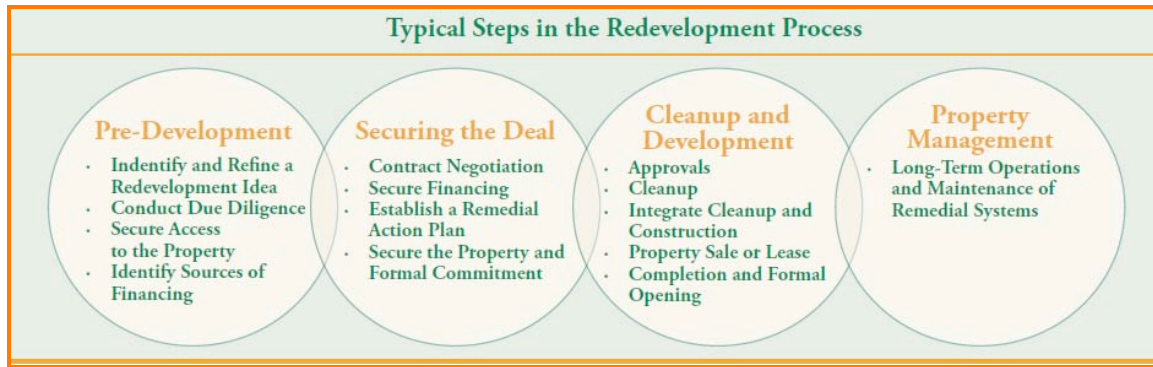 Typical Steps in the Redevelopment Process
Pre-Development
· Indentify and Refine a
Redevelopment Idea
· Conduct Due Diligence
· Secure Access
to the Property
· Identify Sources of
Financing
Securing the Deal
· Contract Negotiation
· Secure Financing
· Establish a Remedial
Action Plan
· Secure the Property and
Formal Commitment
Cleanup and
Development
· Approvals
· Cleanup
· Integrate Cleanup and
Construction
· Property Sale or Lease
· Completion and Formal
Opening
Property
Management
· Long-Term Operations
and Maintenance of
Remedial Systems